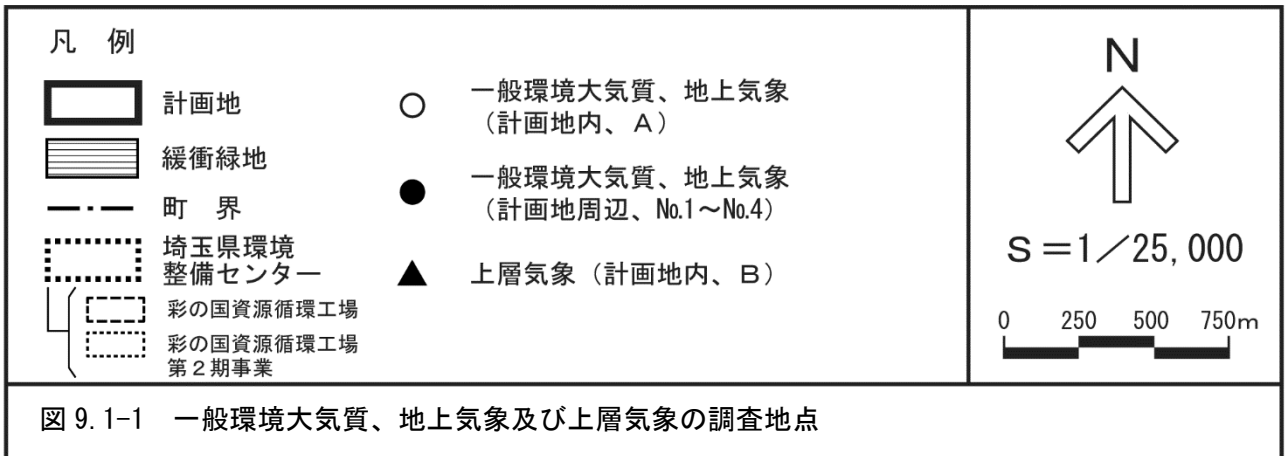 凡　例
計画地
緩衝緑地
町　界
埼玉県環境
整備センター
彩の国資源循環工場
彩の国資源循環工場
第２期事業
一般環境大気質、地上気象
（計画地内、Ａ）
一般環境大気質、地上気象
（計画地周辺、№1～№4）
上層気象（計画地内、Ｂ）
N
S＝1／25,000
0 250 500 750m
図 9.1-1　一般環境大気質、地上気象及び上層気象の調査地点